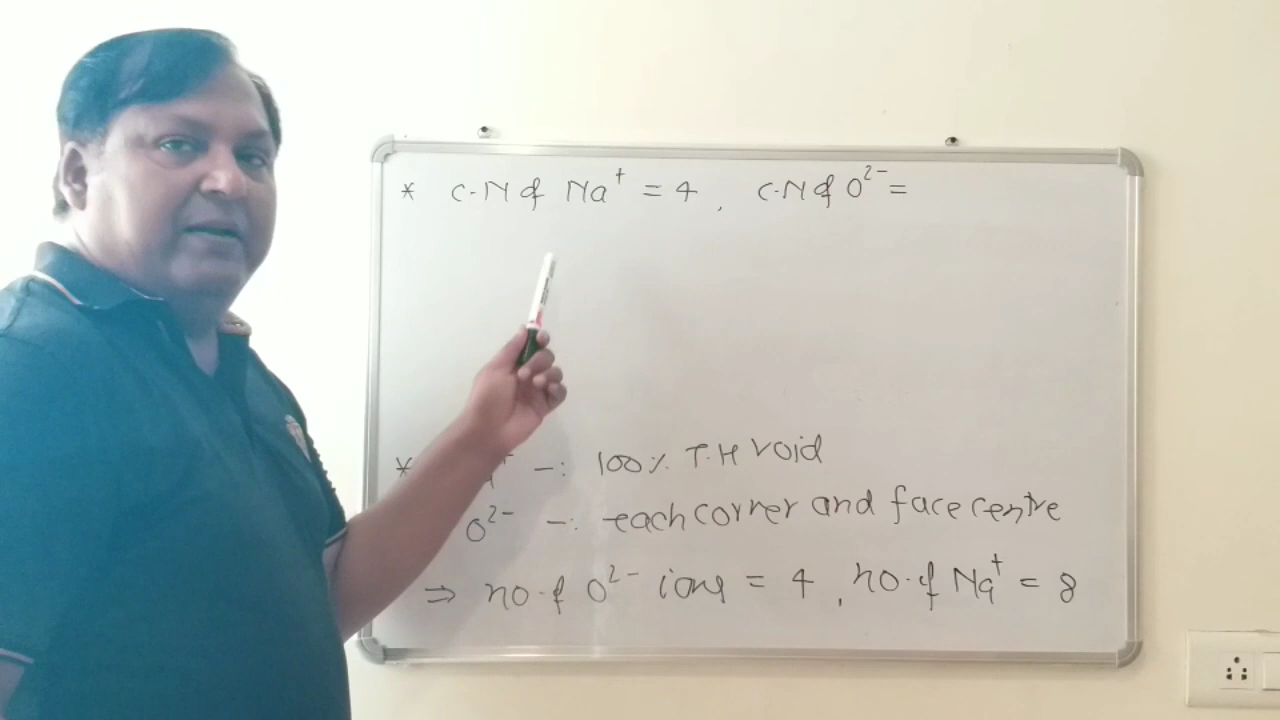 * C.N of Na⁺ = 4, C.N of O²⁻ =
* ⁺ -: 100% T.H void
O²⁻ -: each corner and face centre
⇒ no. of O²⁻ ions = 4, no. of Na⁺ = 8